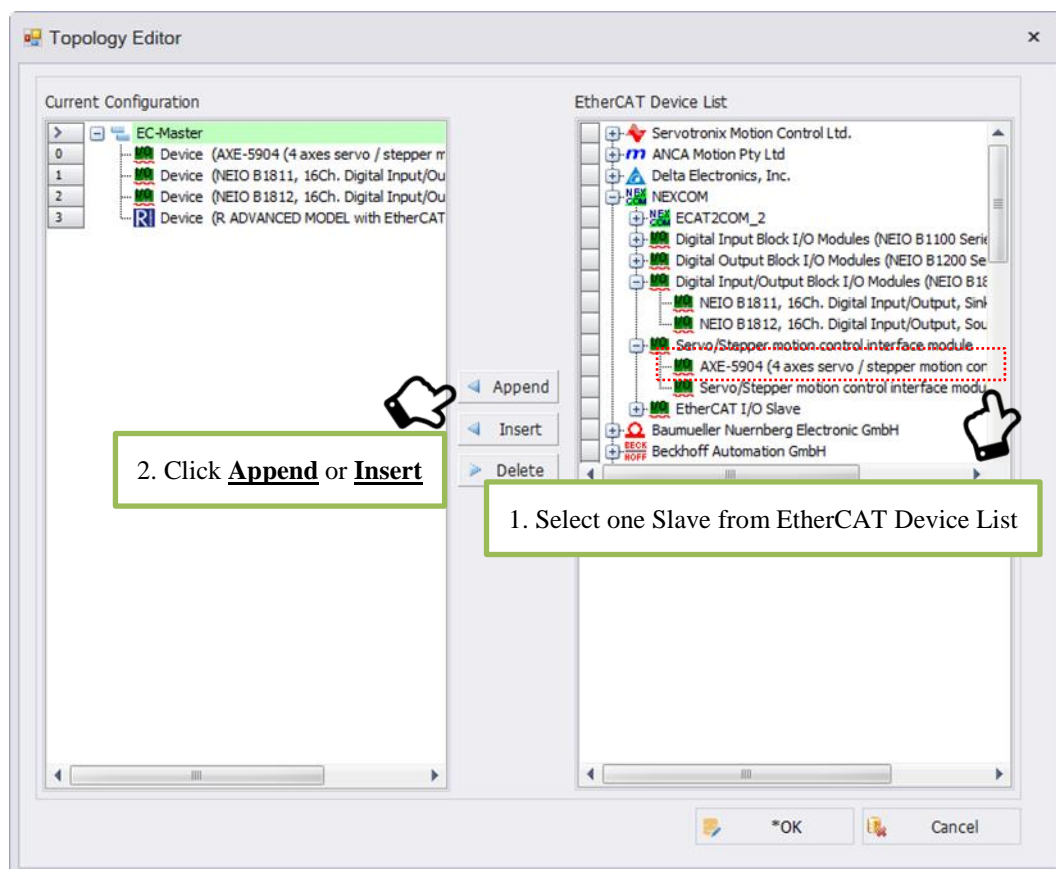 Topology Editor
Current Configuration
EC-Master
0 Device (AXE-5904 (4 axes servo / stepper m
1 Device (NEIO B1811, 16Ch. Digital Input/Ou
2 Device (NEIO B1812, 16Ch. Digital Input/Ou
3 Device (R ADVANCED MODEL with EtherCAT
Append
Insert
Delete
2. Click Append or Insert
EtherCAT Device List
Servotronix Motion Control Ltd.
ANCA Motion Pty Ltd
Delta Electronics, Inc.
NEXCOM
ECAT2COM_2
Digital Input Block I/O Modules (NEIO B1100 Serie
Digital Output Block I/O Modules (NEIO B1200 Se
Digital Input/Output Block I/O Modules (NEIO B18
NEIO B1811, 16Ch. Digital Input/Output, Sink
NEIO B1812, 16Ch. Digital Input/Output, Sou
Servo/Stepper motion control interface module
AXE-5904 (4 axes servo / stepper motion con
Servo/Stepper motion control interface modu
EtherCAT I/O Slave
Baumueller Nuernberg Electronic GmbH
BECKHOFF Beckhoff Automation GmbH
1. Select one Slave from EtherCAT Device List
*OK
Cancel